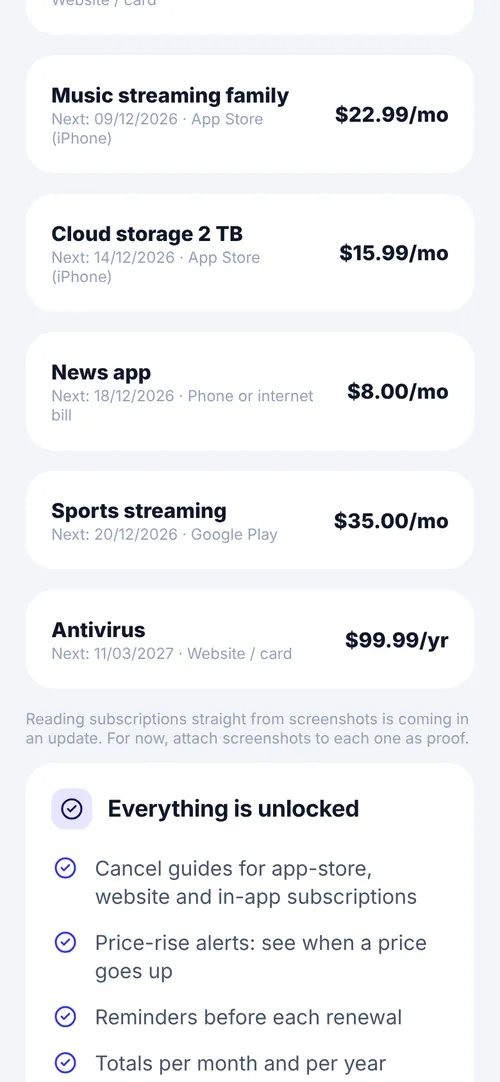 Website / card
Music streaming family
Next: 09/12/2026 · App Store
(iPhone)
$22.99/mo
Cloud storage 2 TB
Next: 14/12/2026 · App Store
(iPhone)
$15.99/mo
News app
Next: 18/12/2026 · Phone or internet
bill
$8.00/mo
Sports streaming
Next: 20/12/2026 · Google Play
$35.00/mo
Antivirus
Next: 11/03/2027 · Website / card
$99.99/yr
Reading subscriptions straight from screenshots is coming in
an update. For now, attach screenshots to each one as proof.
Everything is unlocked
Cancel guides for app-store,
website and in-app subscriptions
Price-rise alerts: see when a price
goes up
Reminders before each renewal
Totals per month and per year